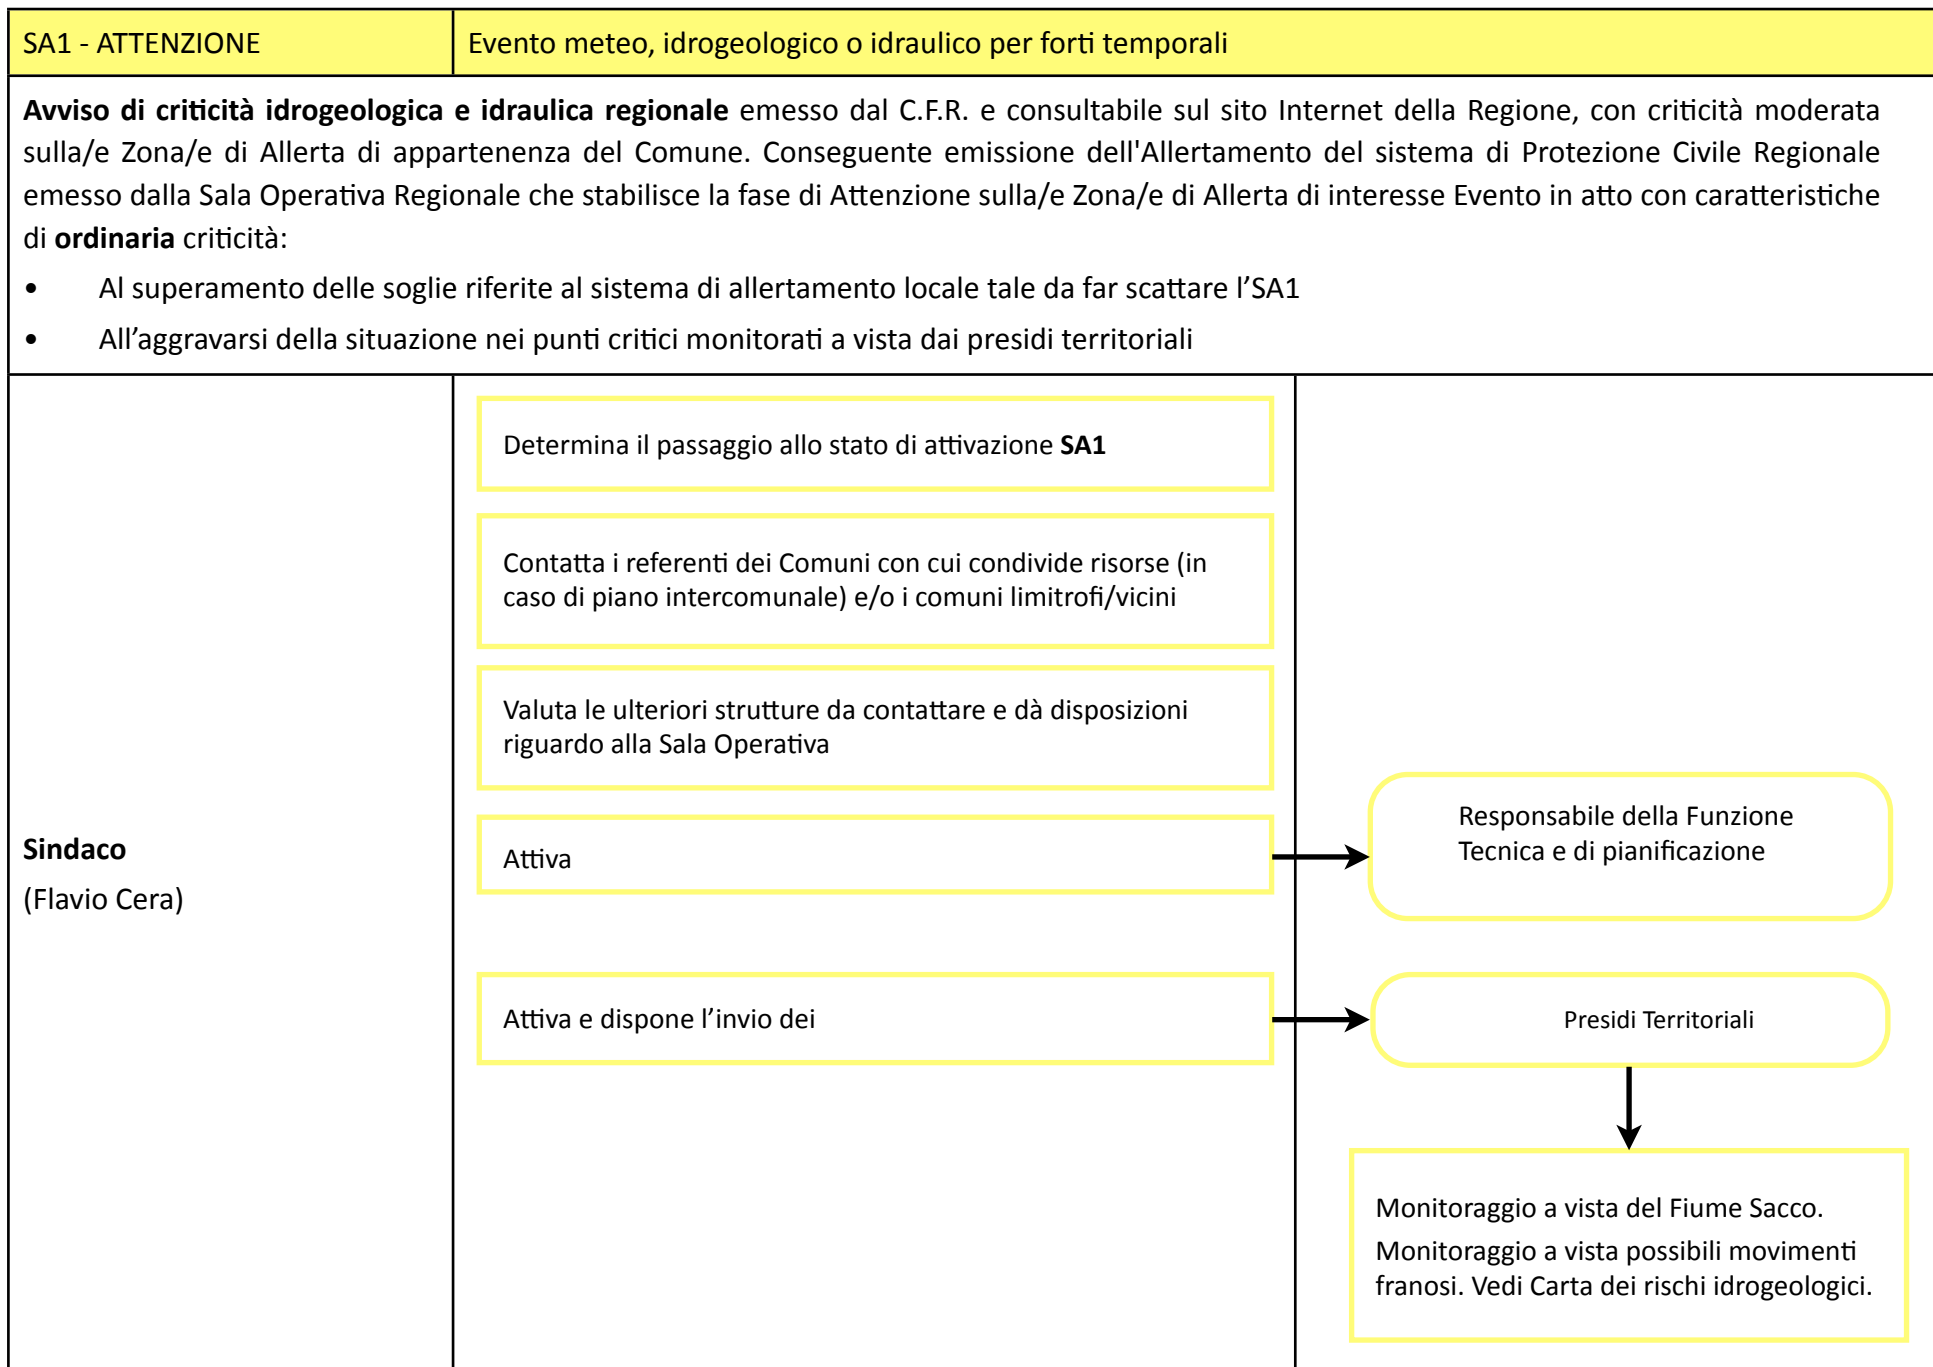 SA1 - ATTENZIONE
Evento meteo, idrogeologico o idraulico per forti temporali
Avviso di criticità idrogeologica e idraulica regionale emesso dal C.F.R. e consultabile sul sito Internet della Regione, con criticità moderata
sulla/e Zona/e di Allerta di appartenenza del Comune. Conseguente emissione dell'Allertamento del sistema di Protezione Civile Regionale
emesso dalla Sala Operativa Regionale che stabilisce la fase di Attenzione sulla/e Zona/e di Allerta di interesse Evento in atto con caratteristiche
di ordinaria criticità:
• Al superamento delle soglie riferite al sistema di allertamento locale tale da far scattare l’SA1
• All’aggravarsi della situazione nei punti critici monitorati a vista dai presidi territoriali
Sindaco
(Flavio Cera)
Determina il passaggio allo stato di attivazione SA1
Contatta i referenti dei Comuni con cui condivide risorse (in
caso di piano intercomunale) e/o i comuni limitrofi/vicini
Valuta le ulteriori strutture da contattare e dà disposizioni
riguardo alla Sala Operativa
Attiva
Responsabile della Funzione
Tecnica e di pianificazione
Attiva e dispone l’invio dei
Presidi Territoriali
Monitoraggio a vista del Fiume Sacco.
Monitoraggio a vista possibili movimenti
franosi. Vedi Carta dei rischi idrogeologici.